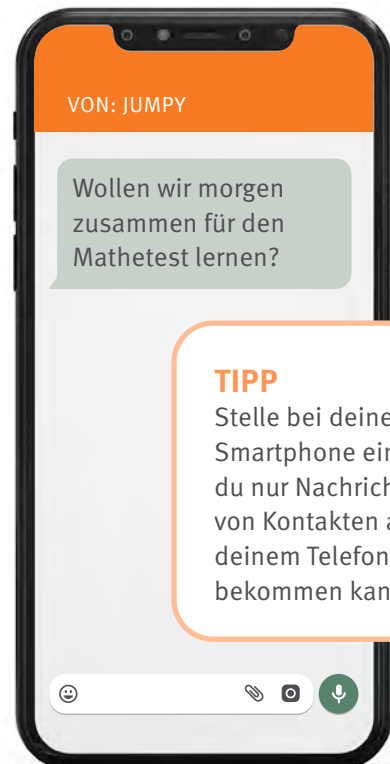 VON: JUMPY
Wollen wir morgen
zusammen für den
Mathetest lernen?
TIPP
Stelle bei
Smartphone
du nur
von Kontakten
deinem
bekommen